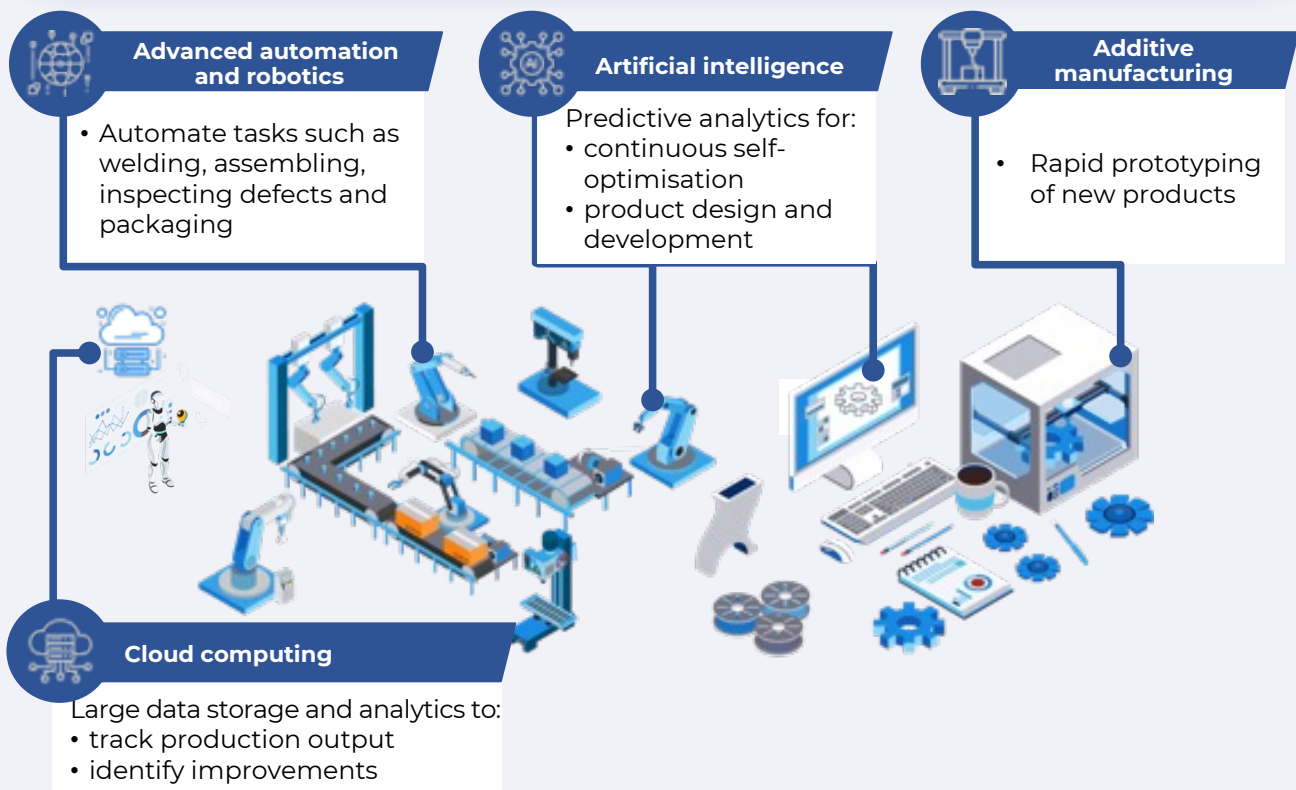 Advanced automation
and robotics
• Automate tasks such as
welding, assembling,
inspecting defects and
packaging
AI
Artificial intelligence
Predictive analytics for:
• continuous self-
optimisation
• product design and
development
Additive
manufacturing
• Rapid prototyping
of new products
Cloud computing
Large data storage and analytics to:
• track production output
• identify improvements